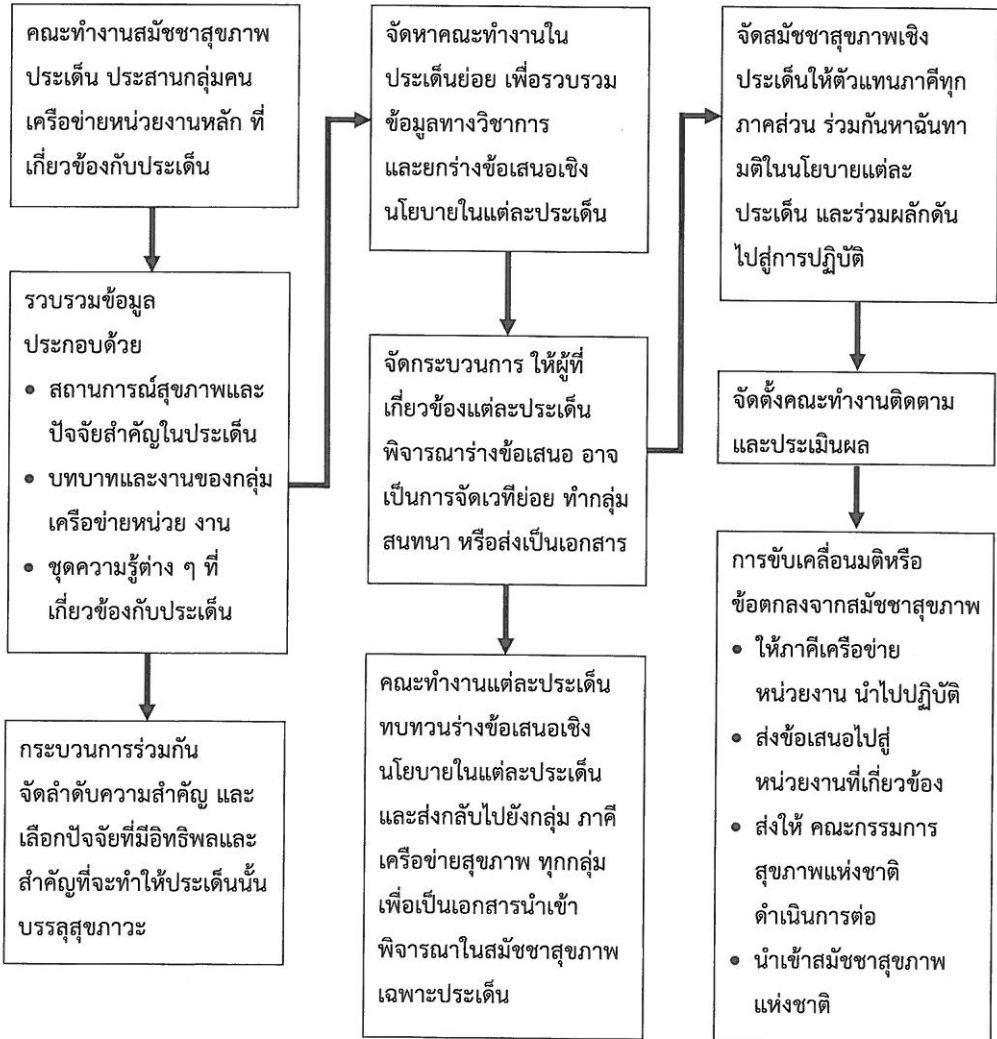 คณะทำงานสมัชชาสุขภาพ
ประเด็น ประสานกลุ่มคน
เครือข่ายหน่วยงานหลัก ที่
เกี่ยวข้องกับประเด็น
รวบรวมข้อมูล
ประกอบด้วย
• สถานการณ์สุขภาพและ
ปัจจัยสำคัญในประเด็น
• บทบาทและงานของกลุ่ม
เครือข่ายหน่วย งาน
• ชุดความรู้ต่าง ๆ ที่
เกี่ยวข้องกับประเด็น
กระบวนการร่วมกัน
จัดลำดับความสำคัญ และ
เลือกปัจจัยที่มีอิทธิพลและ
สำคัญที่จะทำให้ประเด็นนั้น
บรรลุสุขภาวะ
จัดหาคณะทำงานใน
ประเด็นย่อย เพื่อรวบรวม
ข้อมูลทางวิชาการ
และยกร่างข้อเสนอเชิง
นโยบายในแต่ละประเด็น
จัดกระบวนการ ให้ผู้ที่
เกี่ยวข้องแต่ละประเด็น
พิจารณาร่างข้อเสนอ อาจ
เป็นการจัดเวทีย่อย ทำกลุ่ม
สนทนา หรือส่งเป็นเอกสาร
คณะทำงานแต่ละประเด็น
ทบทวนร่างข้อเสนอเชิง
นโยบายในแต่ละประเด็น
และส่งกลับไปยังกลุ่ม ภาคี
เครือข่ายสุขภาพ ทุกกลุ่ม
เพื่อเป็นเอกสารนำเข้า
พิจารณาในสมัชชาสุขภาพ
เฉพาะประเด็น
จัดสมัชชาสุขภาพเชิง
ประเด็นให้ตัวแทนภาคีทุก
ภาคส่วน ร่วมกันหาฉันทา
มติในนโยบายแต่ละ
ประเด็น และร่วมผลักดัน
ไปสู่การปฏิบัติ
จัดตั้งคณะทำงานติดตาม
และประเมินผล
การขับเคลื่อนมติหรือ
ข้อตกลงจากสมัชชาสุขภาพ
• ให้ภาคีเครือข่าย
หน่วยงาน นำไปปฏิบัติ
• ส่งข้อเสนอไปสู่
หน่วยงานที่เกี่ยวข้อง
• ส่งให้ คณะกรรมการ
สุขภาพแห่งชาติ
ดำเนินการต่อ
• นำเข้าสมัชชาสุขภาพ
แห่งชาติ